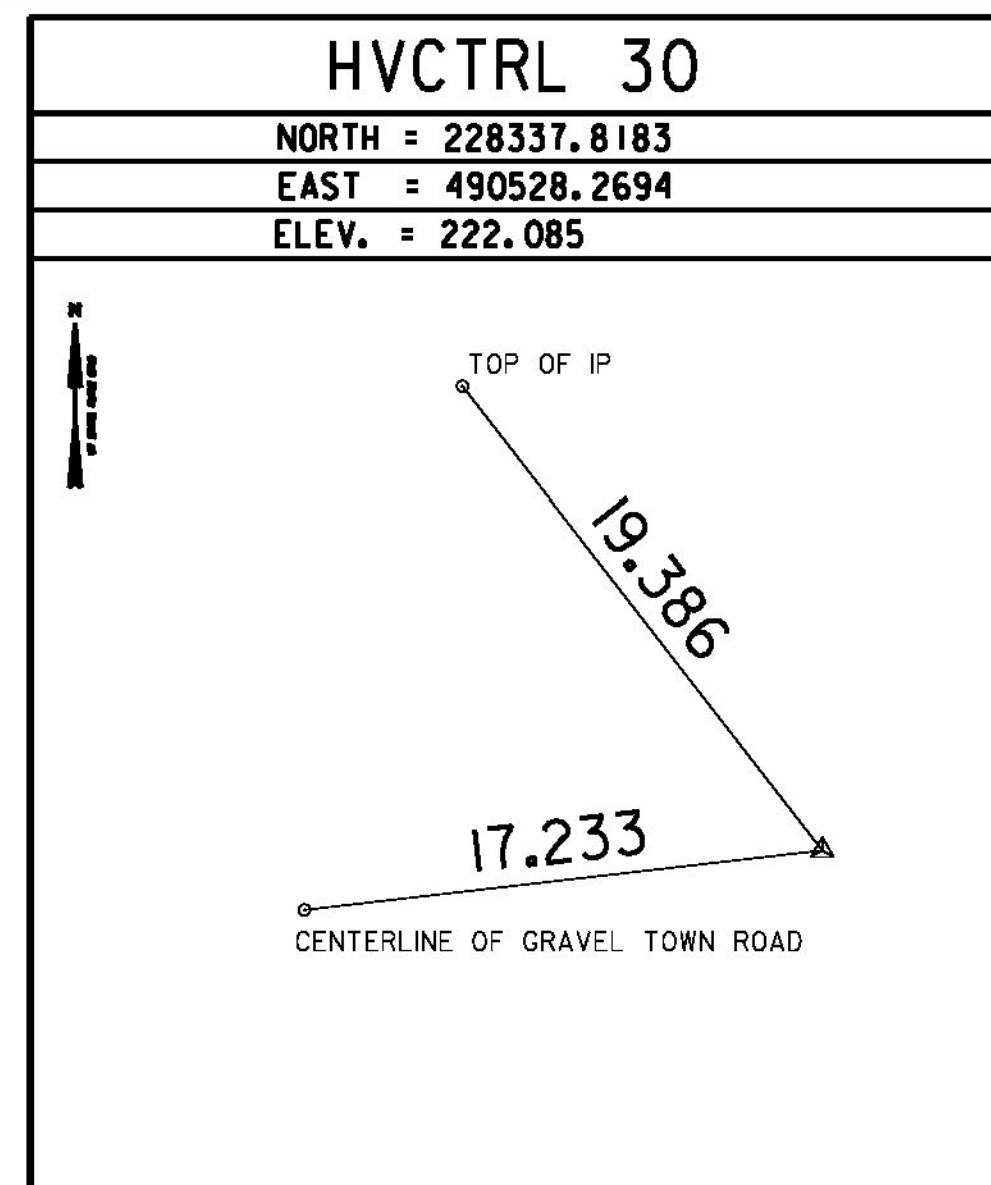 HVCTRL 30
NORTH = 228337.8183
EAST = 490528.2694
ELEV. = 222.085
N
TOP OF IP
19.386
17.233
CENTERLINE OF GRAVEL TOWN ROAD